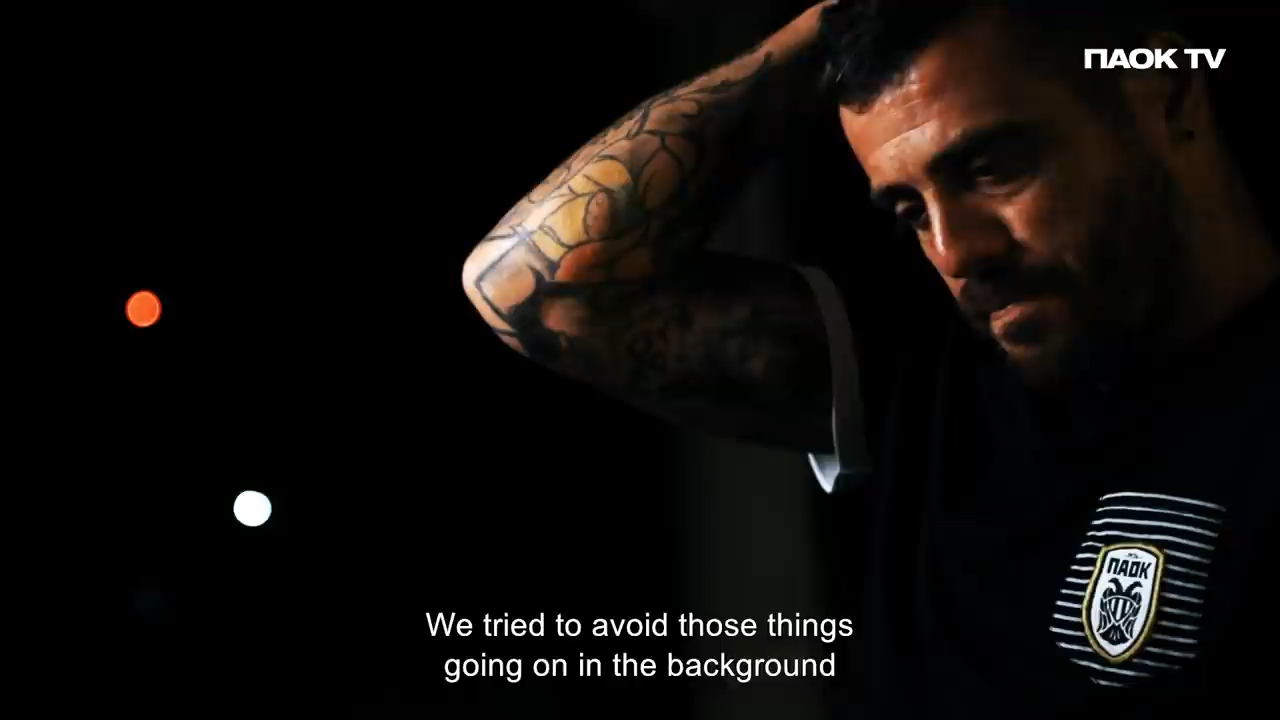 ΠΑΟΚ TV
ΠΑΟΚ
We tried to avoid those things
going on in the background